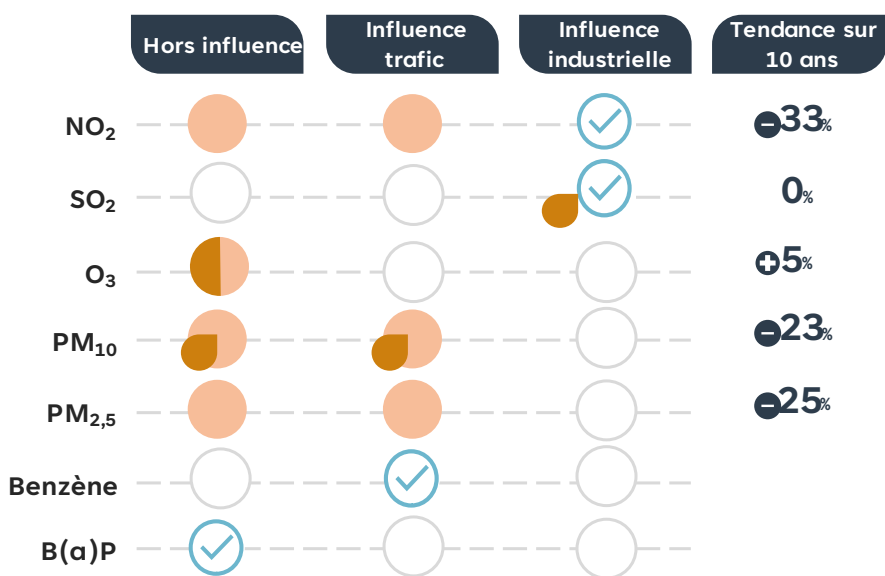 Hors influence
Influence
trafic
Influence
industrielle
Tendance sur
10 ans
NO₂
−33%
SO₂
0%
O₃
+5%
PM₁₀
−23%
PM₂,₅
−25%
Benzène
B(a)P